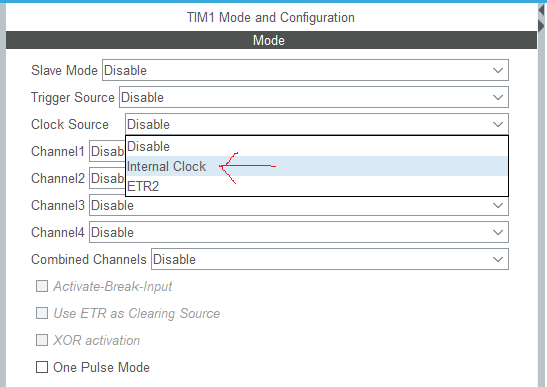 TIM1 Mode and Configuration
Mode
Slave Mode Disable
Trigger Source Disable
Clock Source Disable
Disable
Channel1 Disab
Internal Clock
Channel2 Disab
ETR2
Channel3 Disable
Channel4 Disable
Combined Channels Disable
Activate-Break-Input
Use ETR as Clearing Source
XOR activation
One Pulse Mode